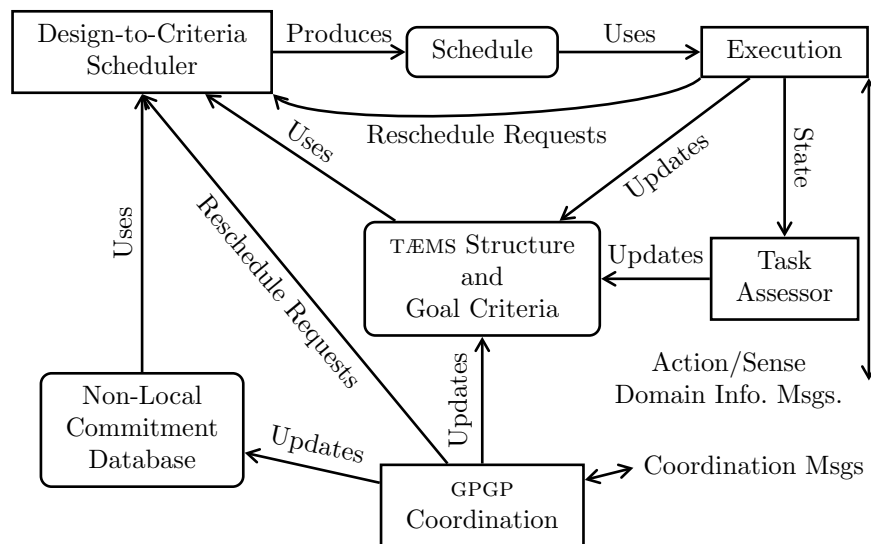 Design-to-Criteria
Scheduler
Produces
Schedule
Uses
Execution
Reschedule Requests
Uses
Updates
State
Uses
Reschedule Requests
TÆMS Structure
and
Goal Criteria
Updates
Task
Assessor
Updates
Action/Sense
Domain Info. Msgs.
Non-Local
Commitment
Database
Updates
GPGP
Coordination
Coordination Msgs